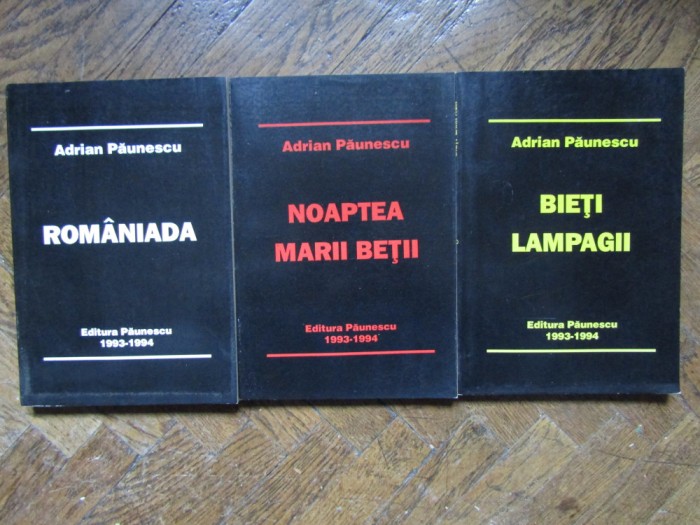 Adrian Păunescu
ROMÂNIADA
Editura Păunescu
1993-1994
Adrian Păunescu
NOAPTEA
MARII BEŢII
Editura Păunescu
1993-1994
Adrian Păunescu
BIEŢI
LAMPAGII
Editura Păunescu
1993-1994